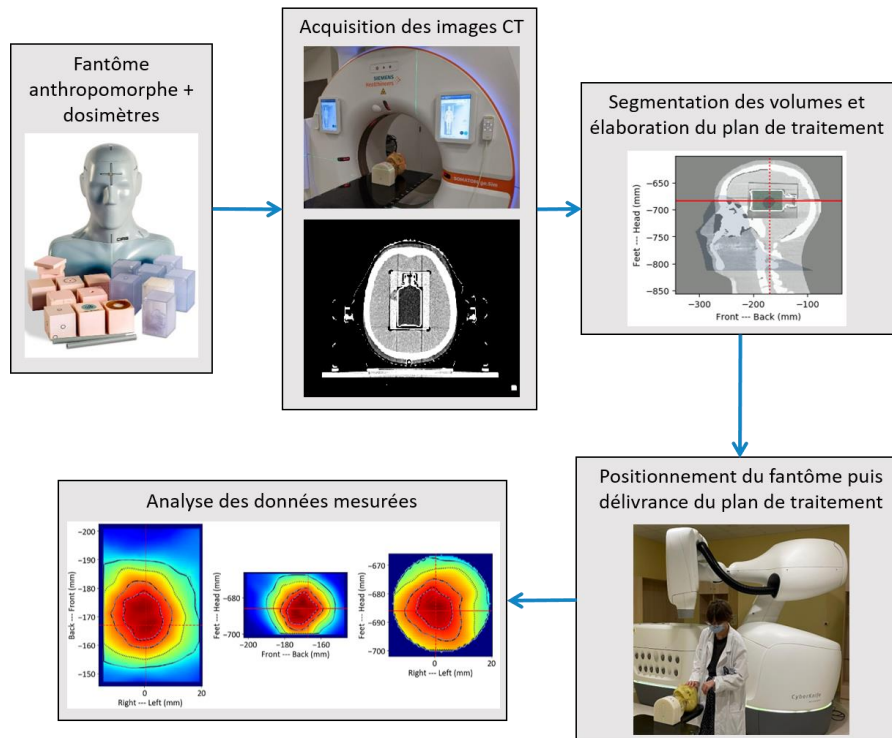 Fantôme
anthropomorphe +
dosimètres
Acquisition des images CT
SIEMENS
Healthineers
SOMATOM go.Sim
Segmentation des volumes et
élaboration du plan de traitement
Feet --- Head (mm)
−650
−700
−750
−800
−850
−300
−200
−100
Front --- Back (mm)
Positionnement du fantôme puis
délivrance du plan de traitement
CyberKnife
Analyse des données mesurées
Back --- Front (mm)
−200
−190
−180
−170
−160
−150
0
20
Right --- Left (mm)
Feet --- Head (mm)
−680
−700
−200
−180
−160
Front --- Back (mm)
Feet --- Head (mm)
−670
−680
−690
−700
0
20
Right --- Left (mm)